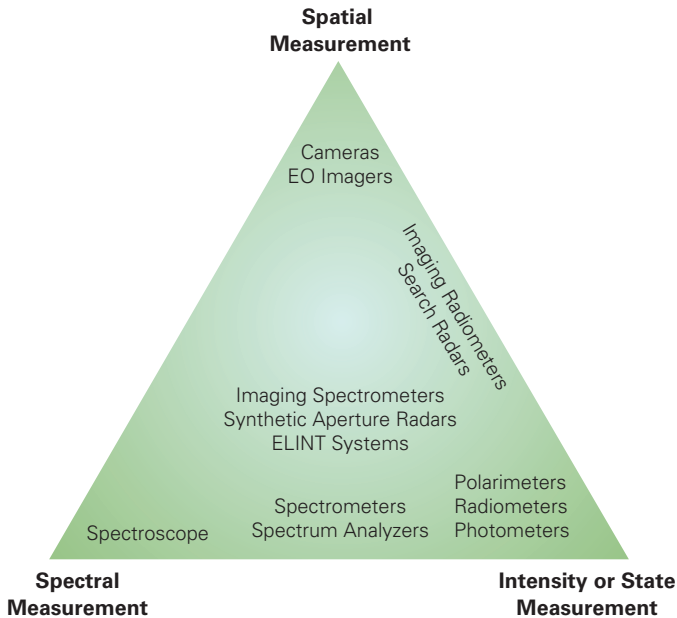 Spatial
Measurement
Cameras
EO Imagers
Imaging Radiometers
Search Radars
Imaging Spectrometers
Synthetic Aperture Radars
ELINT Systems
Spectroscope
Spectrometers
Spectrum Analyzers
Polarimeters
Radiometers
Photometers
Spectral
Measurement
Intensity or State
Measurement